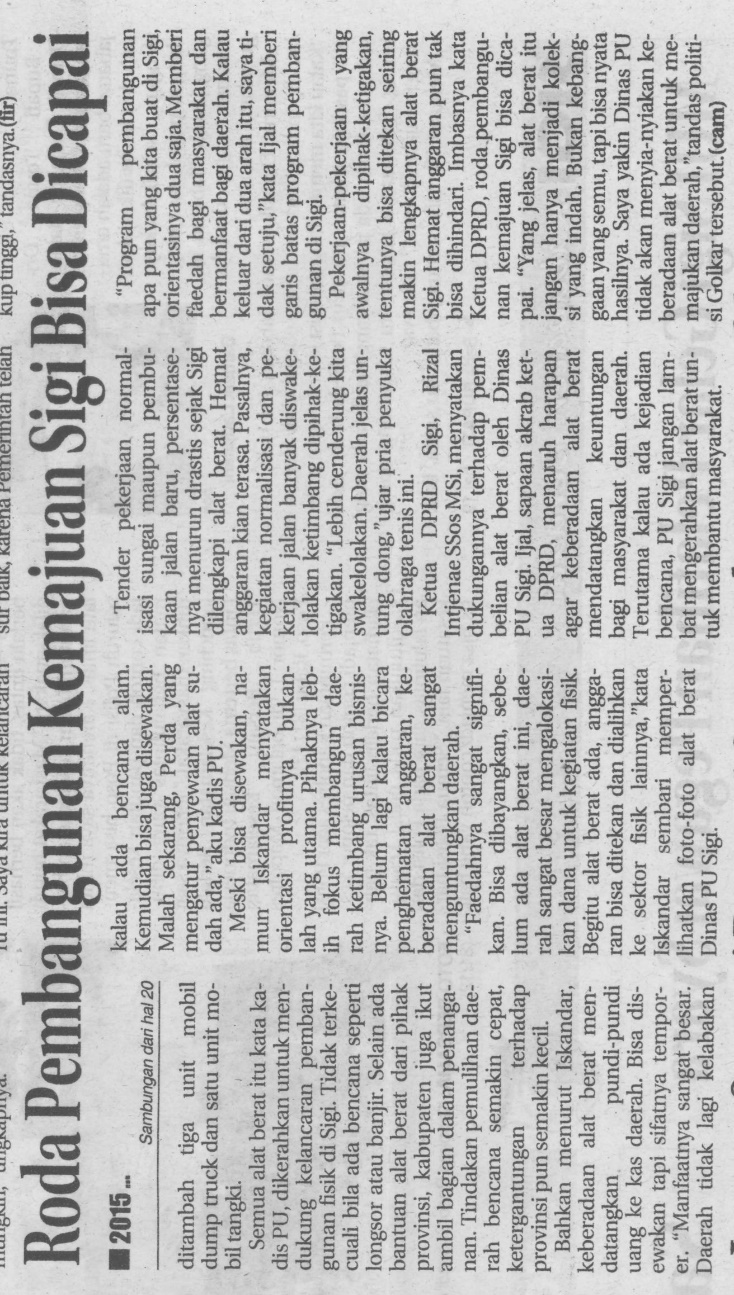 mangkin, ungkapnya.
ru ini. Saya kira untuk kelancaran
sur baik, karena Pemerintah telah
kup tinggi," tandasnya.(fir)
Roda Pembangunan Kemajuan Sigi Bisa Dicapai
■ 2015 ...
Sambungan dari hal 20
ditambah tiga unit mobil
dump truck dan satu unit mo-
bil tangki.
Semua alat berat itu kata ka-
dis PU, dikerahkan untuk men-
dukung kelancaran pemban-
gunan fisik di Sigi. Tidak terke-
cuali bila ada bencana seperti
longsor atau banjir. Selain ada
bantuan alat berat dari pihak
provinsi, kabupaten juga ikut
ambil bagian dalam penanga-
nan. Tindakan pemulihan dae-
rah bencana semakin cepat,
ketergantungan terhadap
provinsi pun semakin kecil.
Bahkan menurut Iskandar,
keberadaan alat berat men-
datangkan pundi-pundi
uang ke kas daerah. Bisa dis-
ewakan tapi sifatnya tempor-
er. "Manfaatnya sangat besar.
Daerah tidak lagi kelabakan
kalau ada bencana alam.
Kemudian bisa juga disewakan.
Malah sekarang, Perda yang
mengatur penyewaan alat su-
dah ada," aku kadis PU.
Meski bisa disewakan, na-
mun Iskandar menyatakan
orientasi profitnya bukan-
lah yang utama. Pihaknya leb-
ih fokus membangun dae-
rah ketimbang urusan bisnis-
nya. Belum lagi kalau bicara
penghematan anggaran, ke-
beradaan alat berat sangat
menguntungkan daerah.
"Faedahnya sangat signifi-
kan. Bisa dibayangkan, sebe-
lum ada alat berat ini, dae-
rah sangat besar mengalokasi-
kan dana untuk kegiatan fisik.
Begitu alat berat ada, angga-
ran bisa ditekan dan dialihkan
ke sektor fisik lainnya,"kata
Iskandar sembari memper-
lihatkan foto-foto alat berat
Dinas PU Sigi.
Tender pekerjaan normal-
isasi sungai maupun pembu-
kaan jalan baru, persentase-
nya menurun drastis sejak Sigi
dilengkapi alat berat. Hemat
anggaran kian terasa. Pasalnya,
kegiatan normalisasi dan pe-
kerjaan jalan banyak diswake-
lolakan ketimbang dipihak-ke-
tigakan. "Lebih cenderung kita
swakelolakan. Daerah jelas un-
tung dong,"ujar pria penyuka
olahraga tenis ini.
Ketua DPRD Sigi, Rizal
Intjenae SSos MSi, menyatakan
dukungannya terhadap pem-
belian alat berat oleh Dinas
PU Sigi. Ijal, sapaan akrab ket-
ua DPRD, menaruh harapan
agar keberadaan alat berat
mendatangkan keuntungan
bagi masyarakat dan daerah.
Terutama kalau ada kejadian
bencana, PU Sigi jangan lam-
bat mengerahkan alat berat un-
tuk membantu masyarakat.
"Program pembangunan
apa pun yang kita buat di Sigi,
orientasinya dua saja. Memberi
faedah bagi masyarakat dan
bermanfaat bagi daerah. Kalau
keluar dari dua arah itu, saya ti-
dak setuju,"kata Ijal memberi
garis batas program pemban-
gunan di Sigi.
Pekerjaan-pekerjaan yang
awalnya dipihak-ketigakan,
tentunya bisa ditekan seiring
makin lengkapnya alat berat
Sigi. Hemat anggaran pun tak
bisa dihindari. Imbasnya kata
Ketua DPRD, roda pembangu-
nan kemajuan Sigi bisa dica-
pai. "Yang jelas, alat berat itu
jangan hanya menjadi kolek-
si yang indah. Bukan kebang-
gaan yang semu, tapi bisa nyata
hasilnya. Saya yakin Dinas PU
tidak akan menyia-nyiakan ke-
beradaan alat berat untuk me-
majukan daerah,"tandas politi-
si Golkar tersebut.(cam)